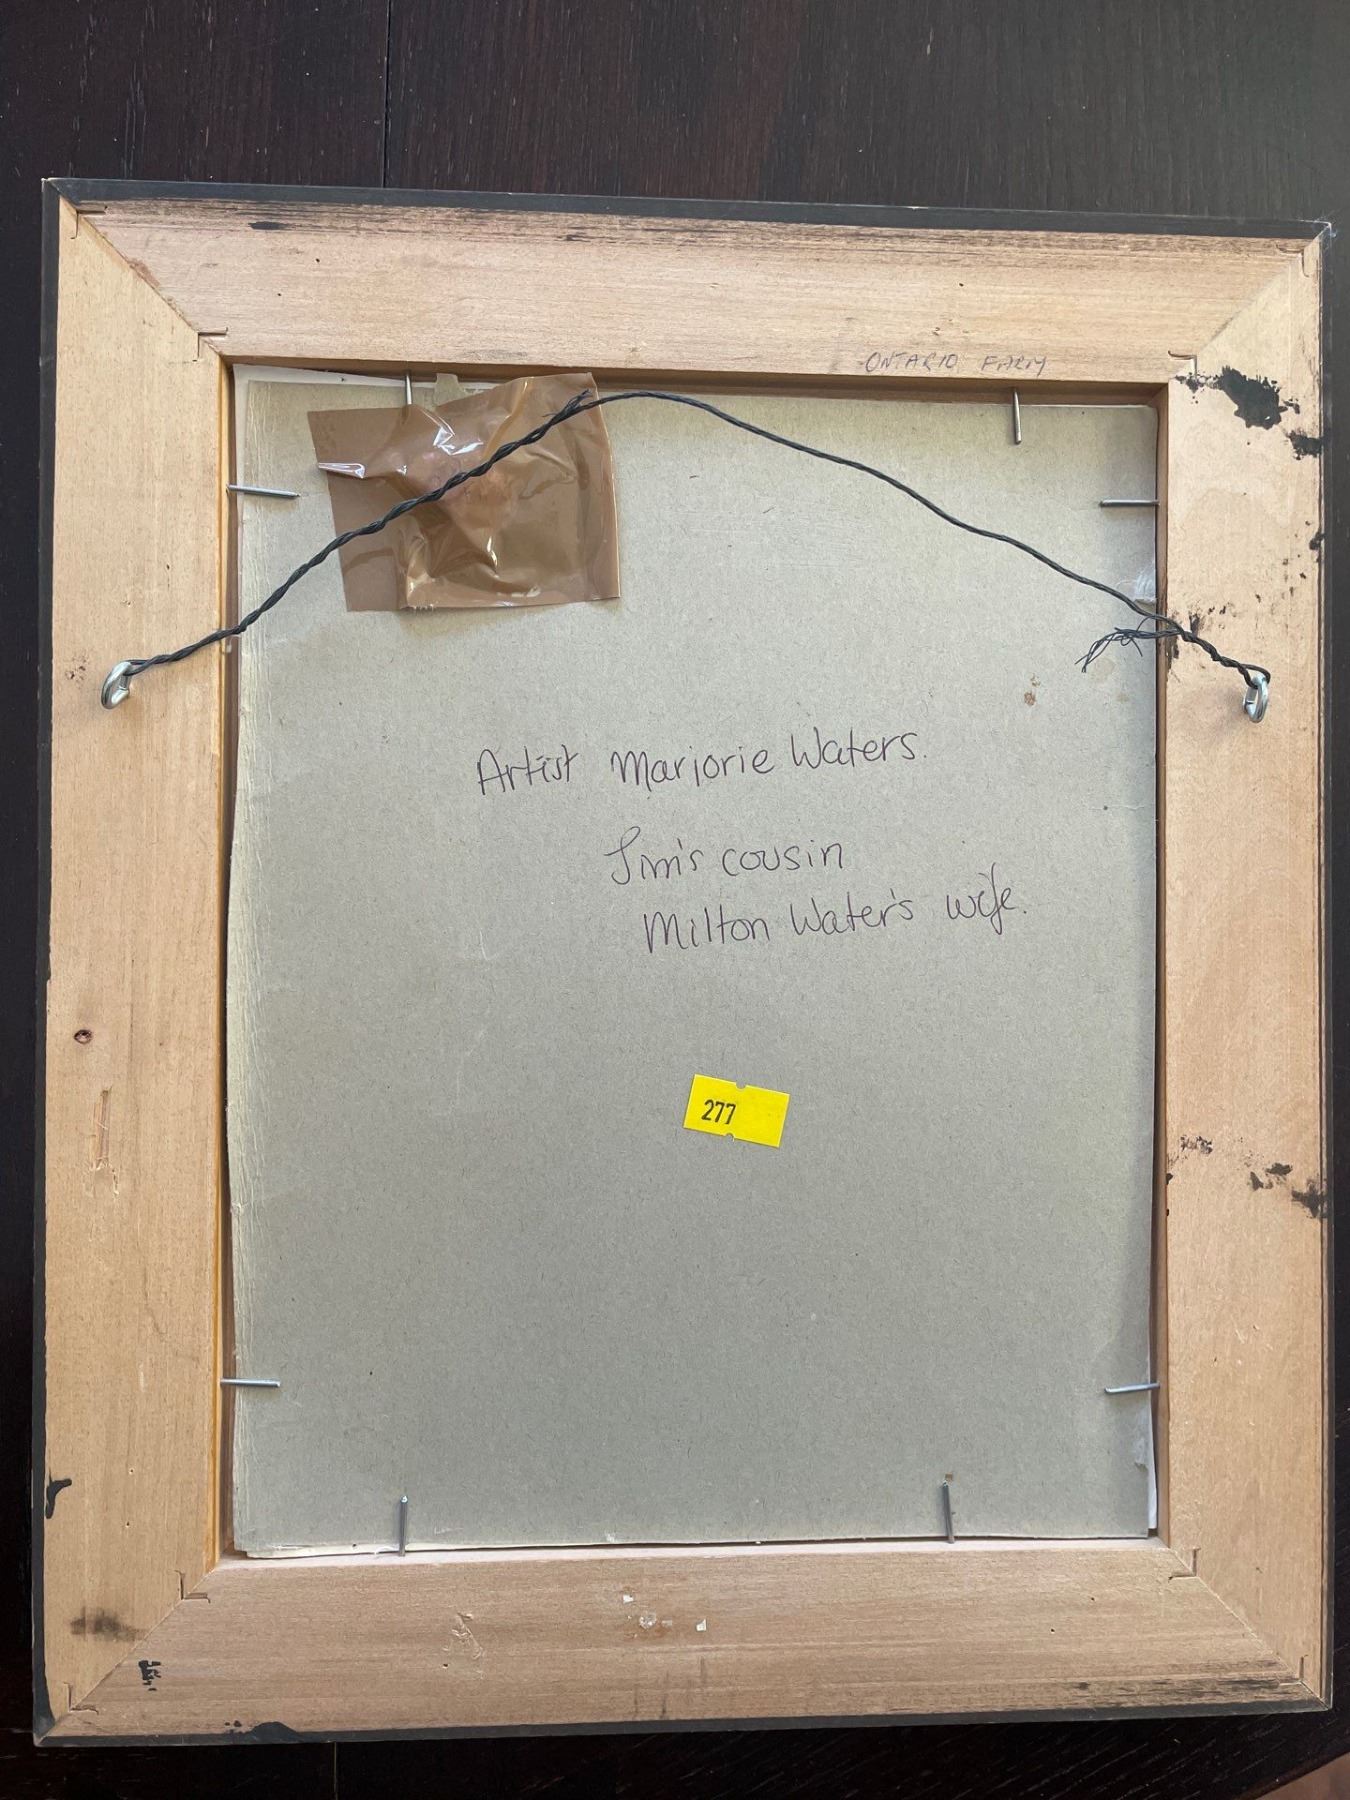 ONTARIO FARM
Artist Marjorie Waters.
Jim's cousin
Milton Water's wife.
277